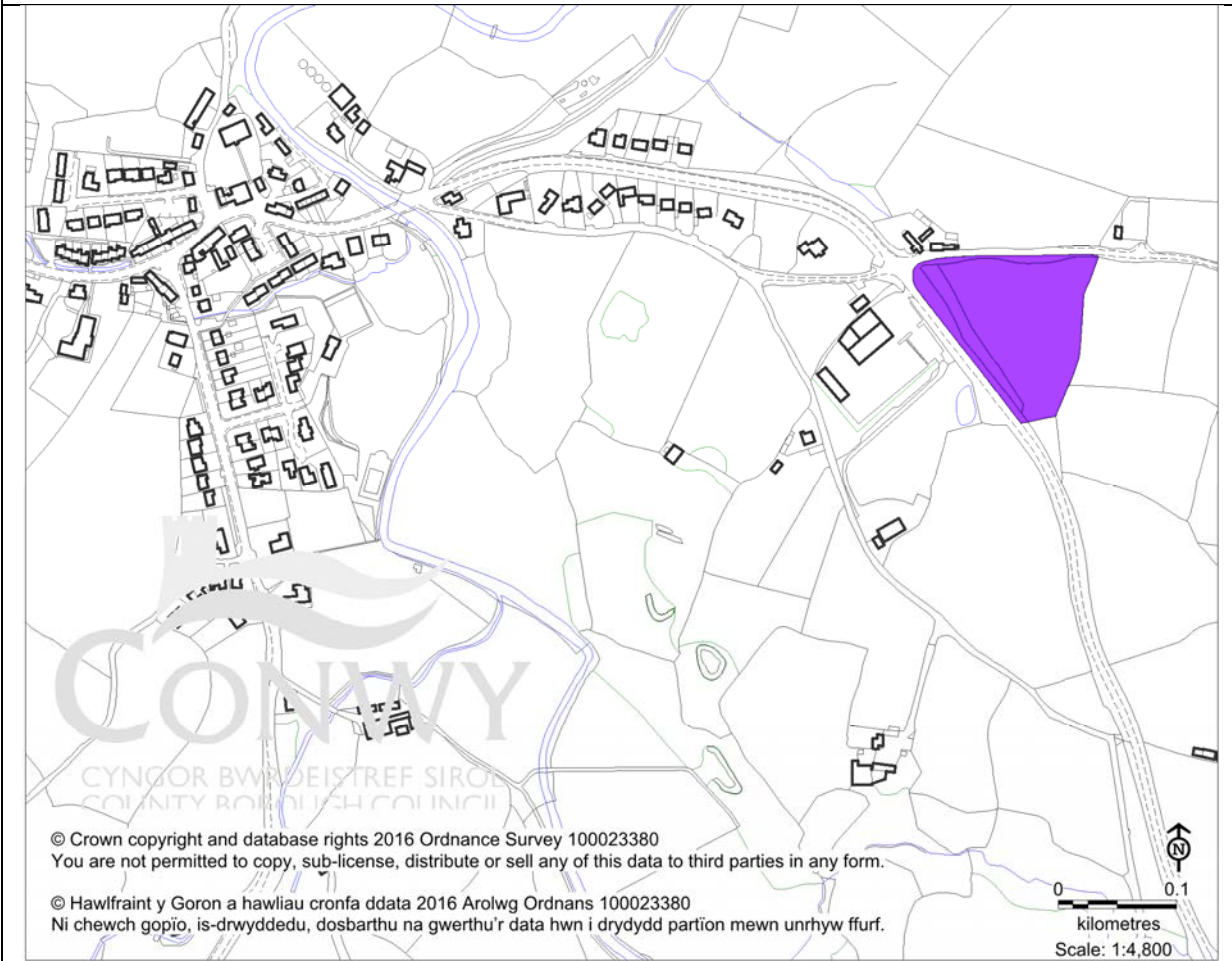 CONWY
CYNGOR BWRDEISTREF SIROL
COUNTY BOROUGH COUNCIL
© Crown copyright and database rights 2016 Ordnance Survey 100023380
You are not permitted to copy, sub-license, distribute or sell any of this data to third parties in any form.
© Hawlfraint y Goron a hawliau cronfa ddata 2016 Arolwg Ordnans 100023380
Ni chewch gopïo, is-drwyddedu, dosbarthu na gwerthu'r data hwn i drydydd partïon mewn unrhyw ffurf.
N
0 0.1
kilometres
Scale: 1:4,800